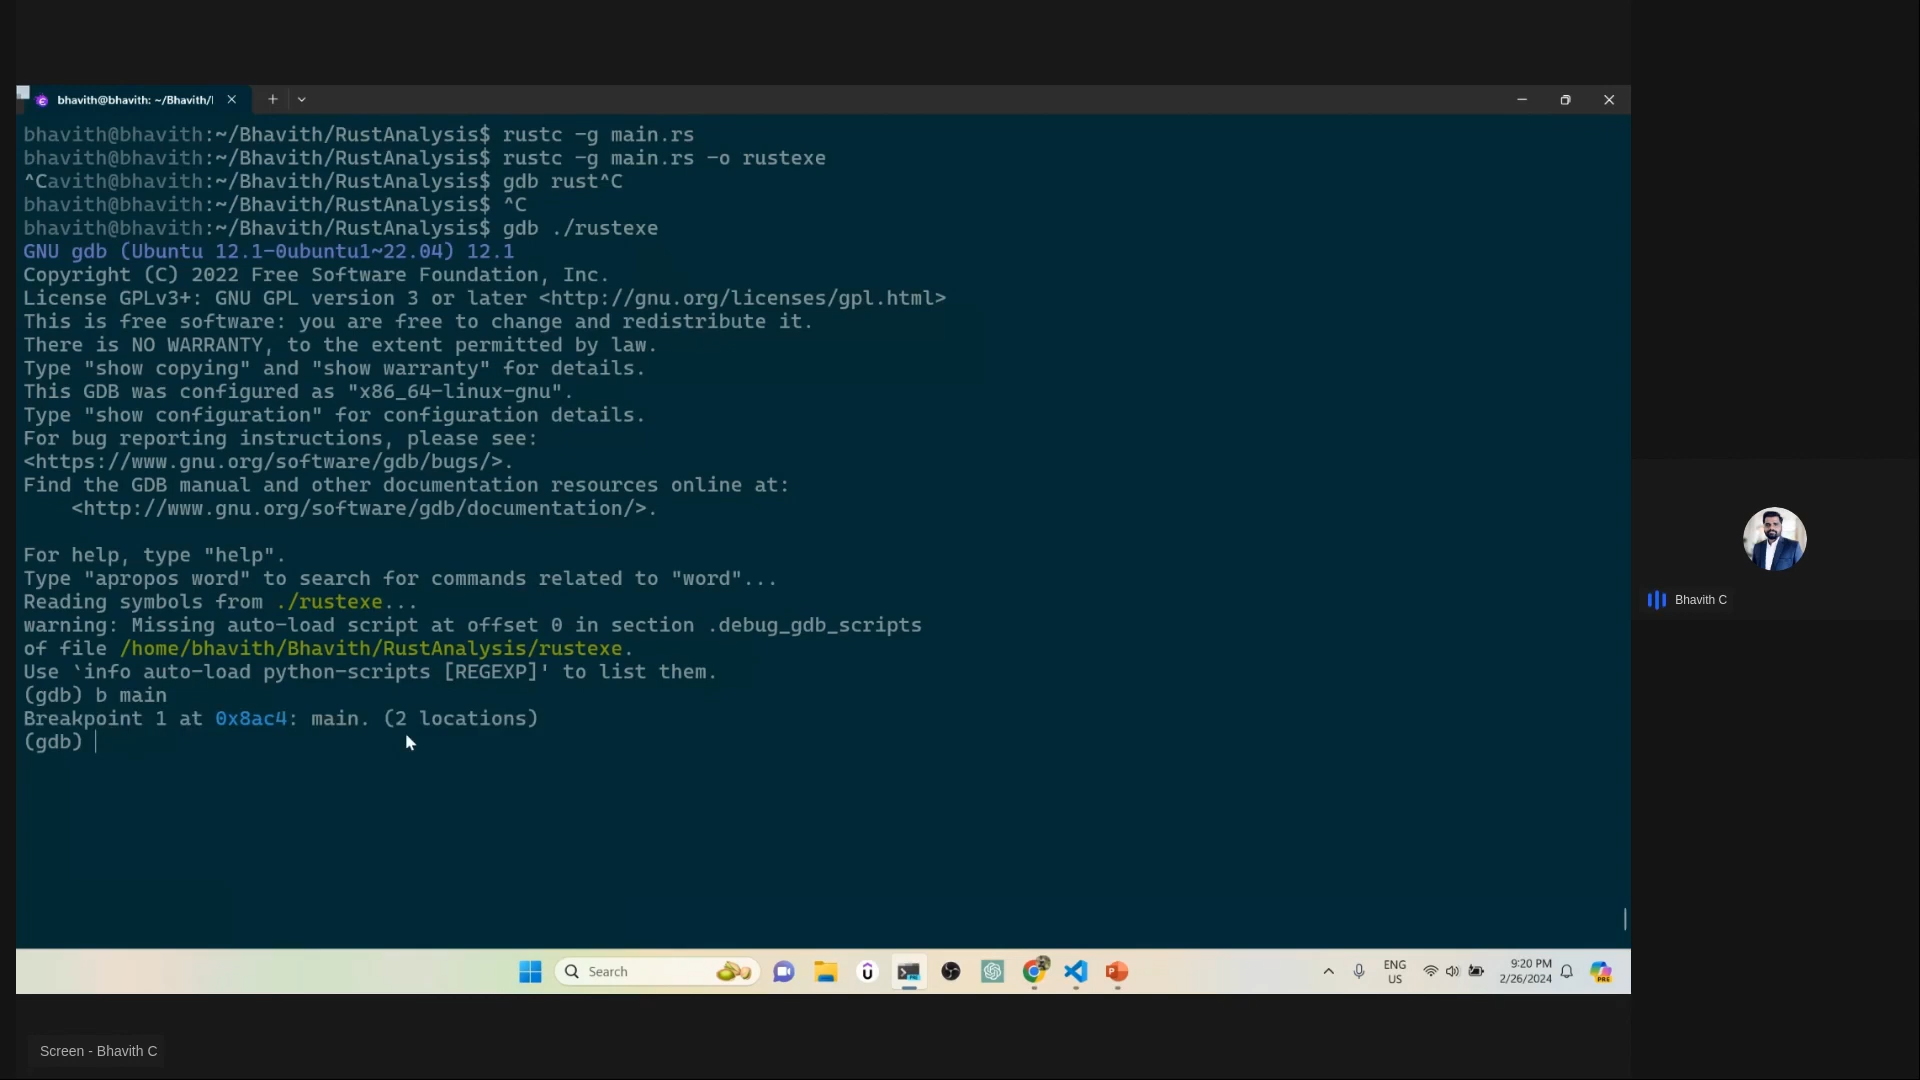 bhavith@bhavith: ~/Bhavith/
bhavith@bhavith:~/Bhavith/RustAnalysis$ rustc -g main.rs
bhavith@bhavith:~/Bhavith/RustAnalysis$ rustc -g main.rs -o rustexe
^Cavith@bhavith:~/Bhavith/RustAnalysis$ gdb rust^C
bhavith@bhavith:~/Bhavith/RustAnalysis$ ^C
bhavith@bhavith:~/Bhavith/RustAnalysis$ gdb ./rustexe
GNU gdb (Ubuntu 12.1-0ubuntu1~22.04) 12.1
Copyright (C) 2022 Free Software Foundation, Inc.
License GPLv3+: GNU GPL version 3 or later <http://gnu.org/licenses/gpl.html>
This is free software: you are free to change and redistribute it.
There is NO WARRANTY, to the extent permitted by law.
Type "show copying" and "show warranty" for details.
This GDB was configured as "x86_64-linux-gnu".
Type "show configuration" for configuration details.
For bug reporting instructions, please see:
<https://www.gnu.org/software/gdb/bugs/>.
Find the GDB manual and other documentation resources online at:
<http://www.gnu.org/software/gdb/documentation/>.
For help, type "help".
Type "apropos word" to search for commands related to "word"...
Reading symbols from ./rustexe...
warning: Missing auto-load script at offset 0 in section .debug_gdb_scripts
of file /home/bhavith/Bhavith/RustAnalysis/rustexe.
Use `info auto-load python-scripts [REGEXP]' to list them.
(gdb) b main
Breakpoint 1 at 0x8ac4: main. (2 locations)
(gdb)
Bhavith C
Search
ENG
US
9:20 PM
2/26/2024
PRE
Screen - Bhavith C